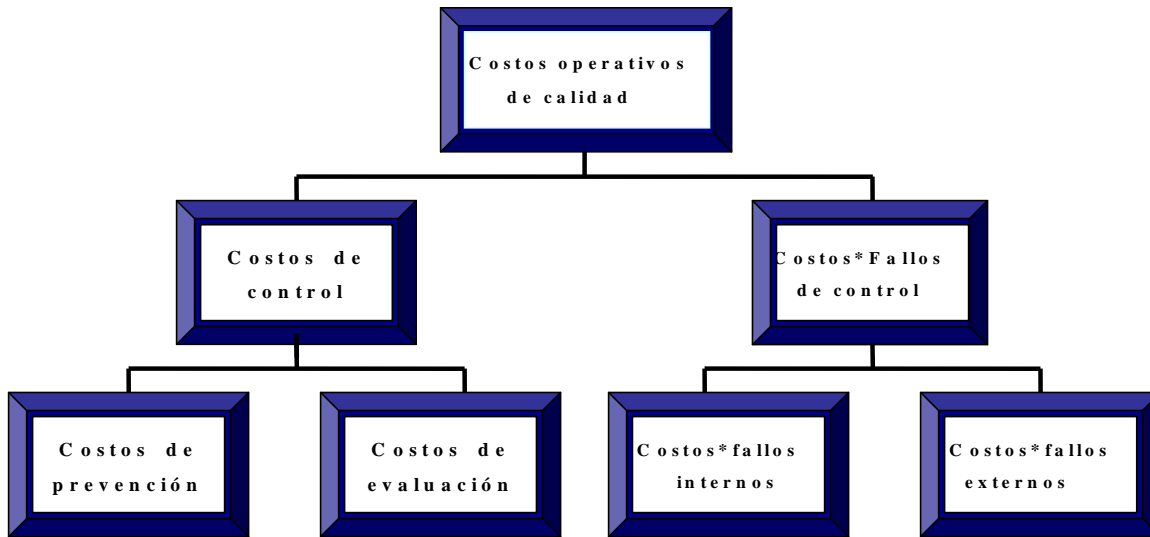 Costos operativos
de calidad
Costos de
control
Costos*Fallos
de control
Costos de
prevención
Costos de
evaluación
Costos*fallos
internos
Costos*fallos
externos